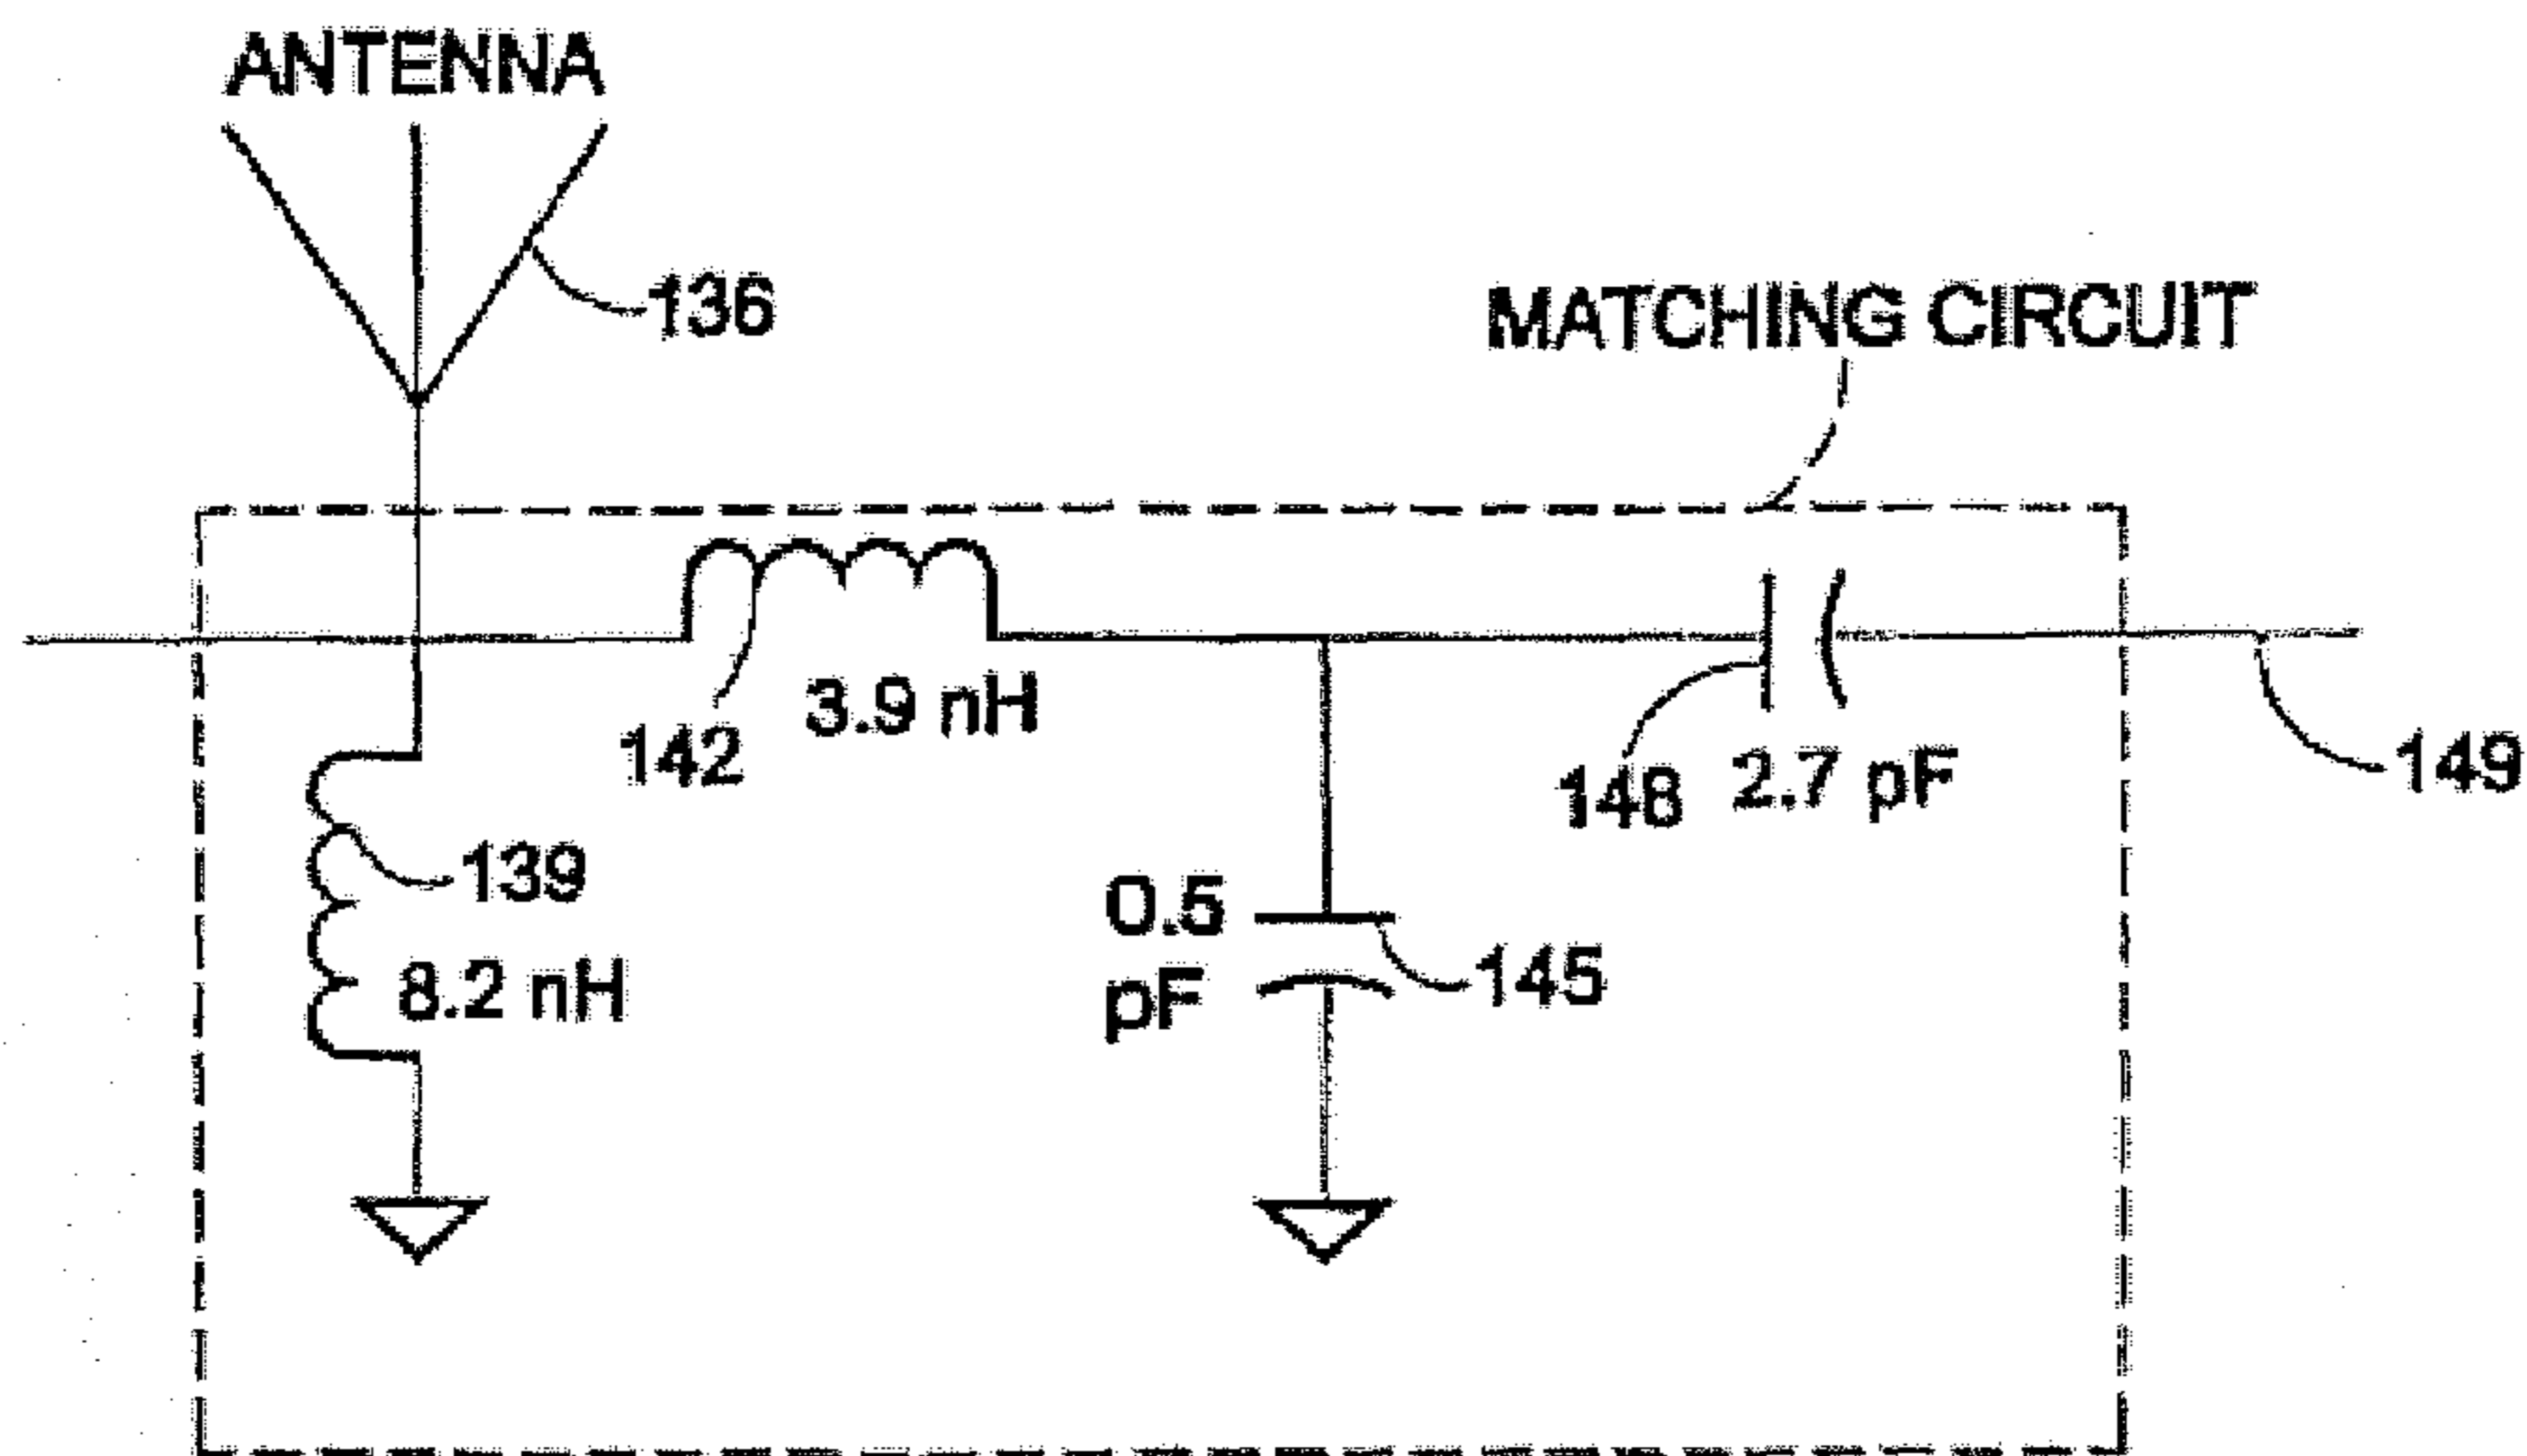 ANTENNA
136
MATCHING CIRCUIT
3.9 nH
142
148
2.7 pF
149
139
8.2 nH
0.5
pF
145